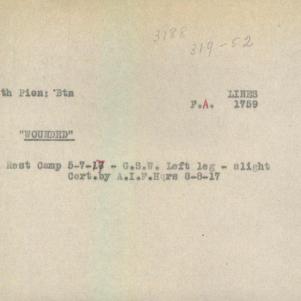 3188
319-52
th Pion: Btn LINES
F.A. 1759
"WOUNDED"
Rest Camp 5-7-17 - G.S.W. Left leg - slight
Cert.by A.I.F.Hqrs 8-8-17